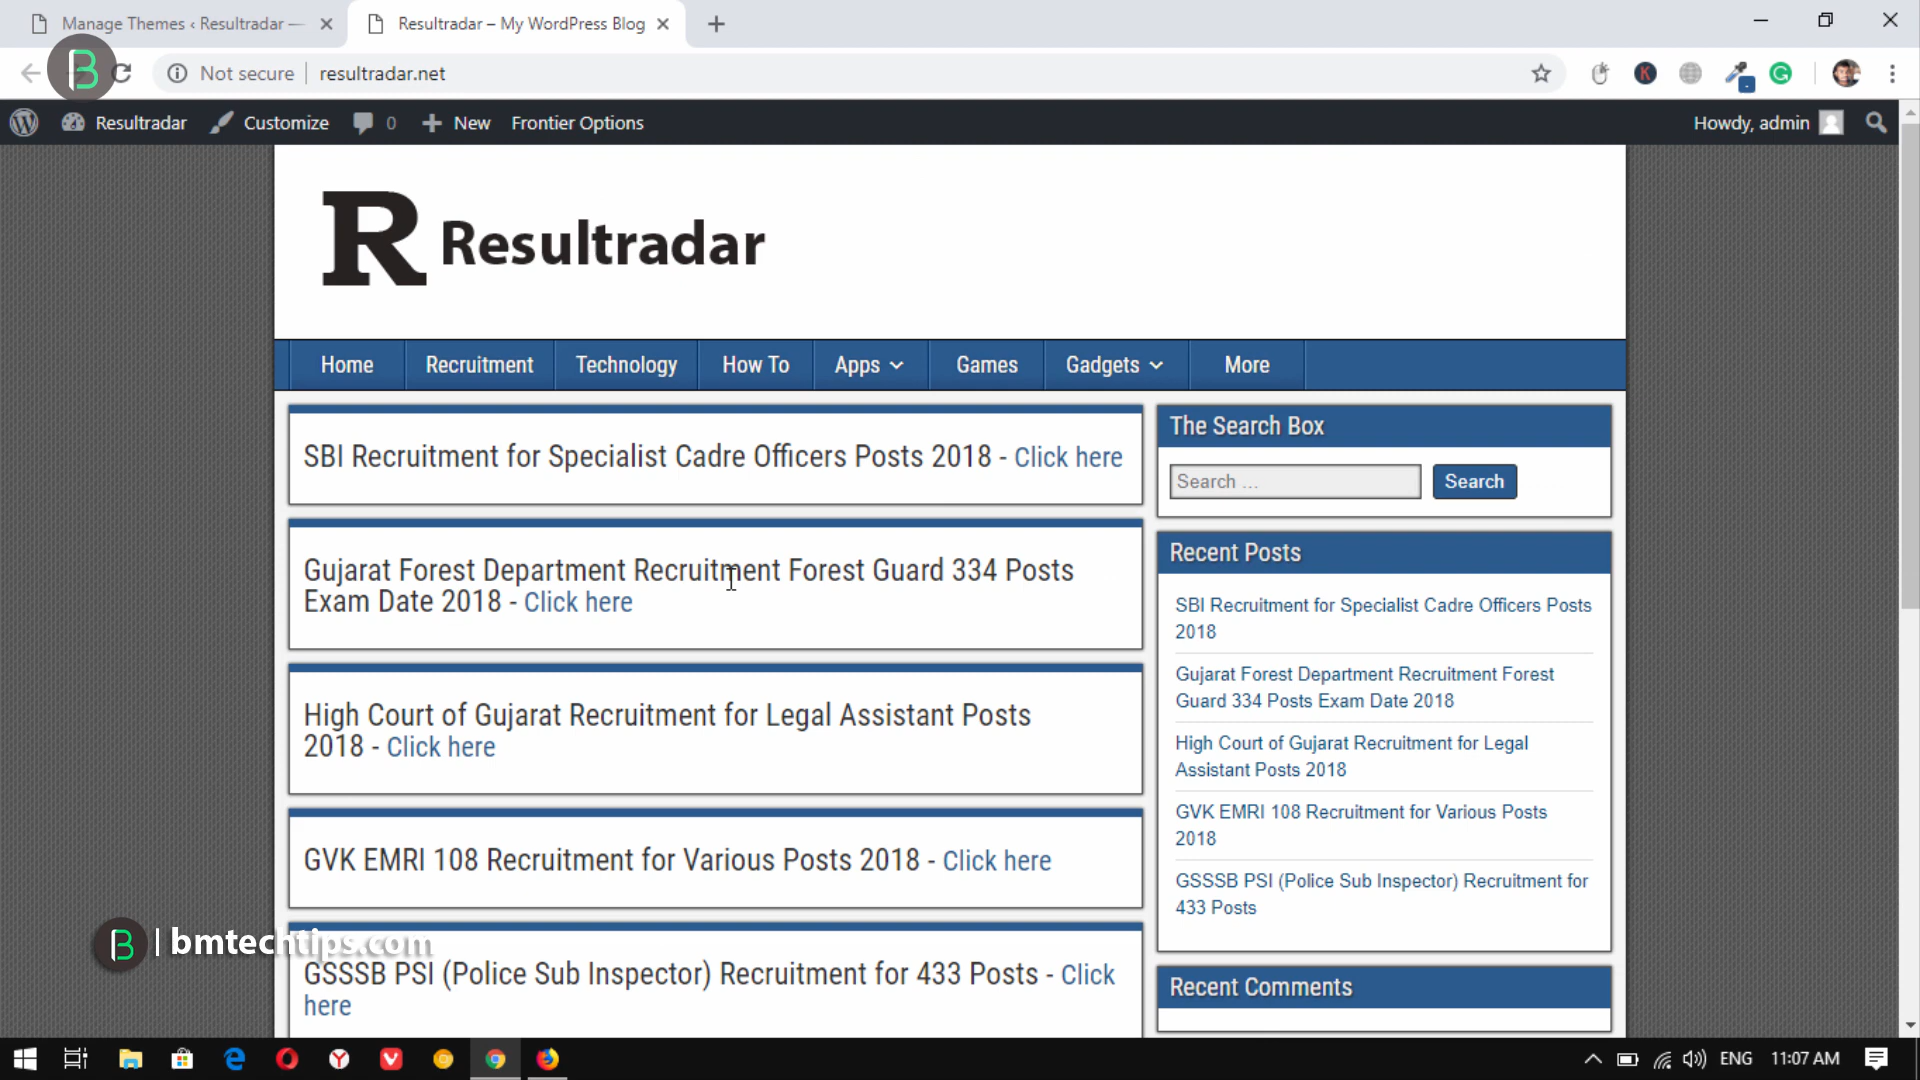 Manage Themes ‹ Resultradar —
Resultradar – My WordPress Blog
Not secure
resultradar.net
Resultradar
Customize
0
New
Frontier Options
Howdy, admin
R Resultradar
Home
Recruitment
Technology
How To
Apps
Games
Gadgets
More
SBI Recruitment for Specialist Cadre Officers Posts 2018 - Click here
Gujarat Forest Department Recruitment Forest Guard 334 Posts
Exam Date 2018 - Click here
High Court of Gujarat Recruitment for Legal Assistant Posts
2018 - Click here
GVK EMRI 108 Recruitment for Various Posts 2018 - Click here
GSSSB PSI (Police Sub Inspector) Recruitment for 433 Posts - Click
here
The Search Box
Search ...
Search
Recent Posts
SBI Recruitment for Specialist Cadre Officers Posts
2018
Gujarat Forest Department Recruitment Forest
Guard 334 Posts Exam Date 2018
High Court of Gujarat Recruitment for Legal
Assistant Posts 2018
GVK EMRI 108 Recruitment for Various Posts
2018
GSSSB PSI (Police Sub Inspector) Recruitment for
433 Posts
Recent Comments
| bmtechtips.com
ENG
11:07 AM